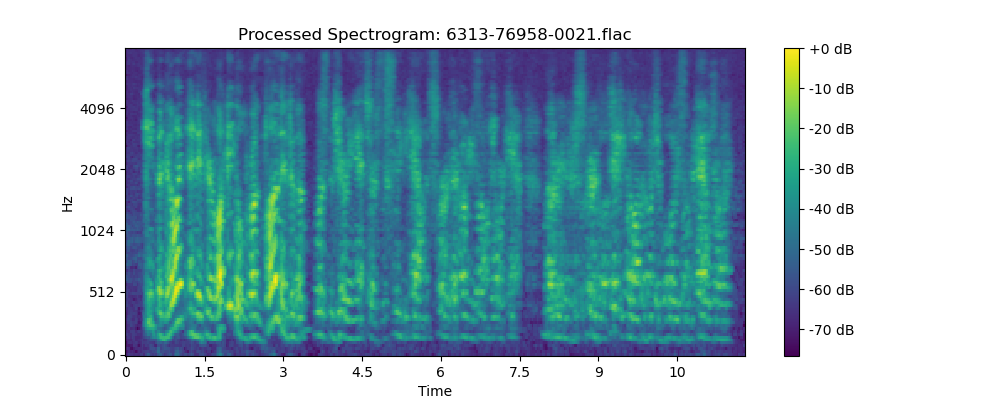 Processed Spectrogram: 6313-76958-0021.flac
+0 dB
-10 dB
-20 dB
-30 dB
-40 dB
-50 dB
-60 dB
-70 dB
Hz
4096
2048
1024
512
0
0 1.5 3 4.5 6 7.5 9 10
Time